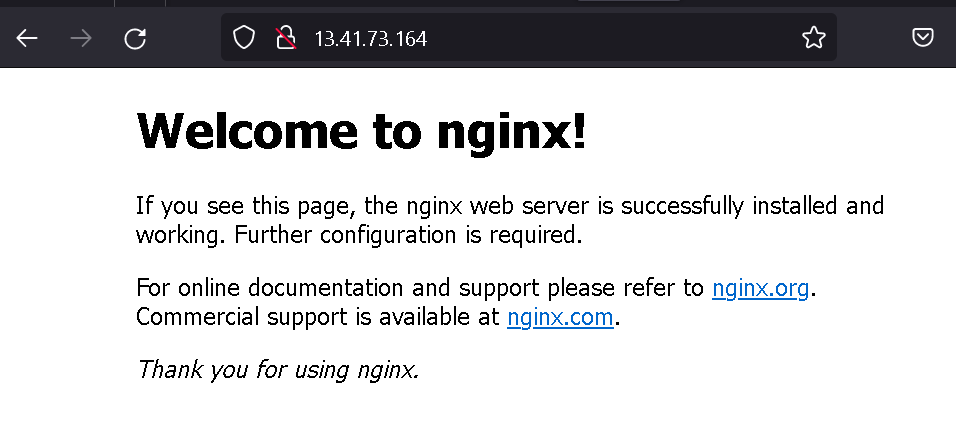 13.41.73.164
Welcome to nginx!
If you see this page, the nginx web server is successfully installed and
working. Further configuration is required.
For online documentation and support please refer to nginx.org.
Commercial support is available at nginx.com.
Thank you for using nginx.